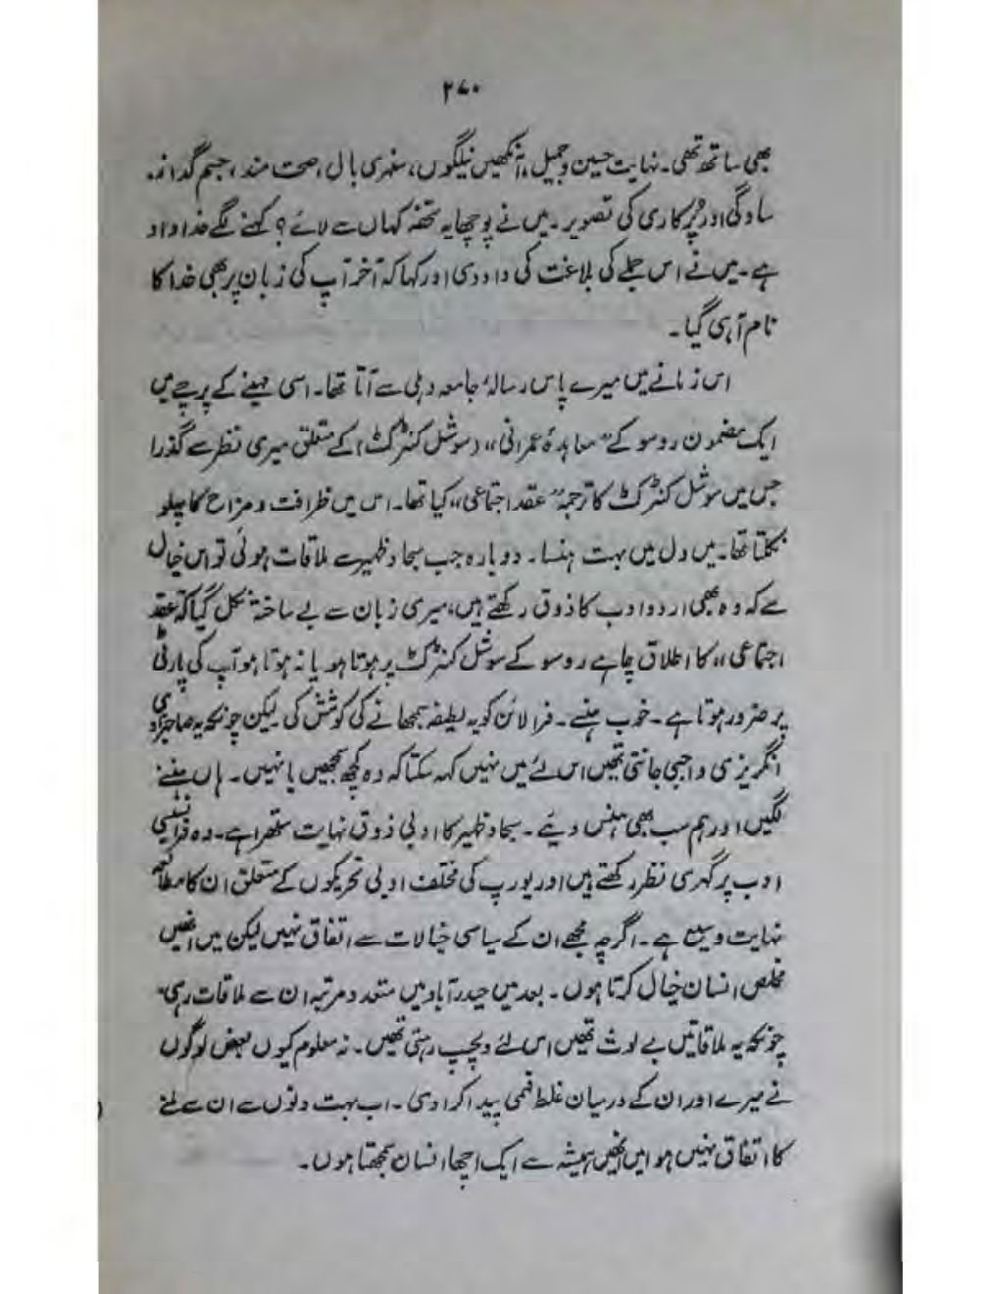 ۲۷۰
بھی ساتھ تھی۔ نہایت حسین و جمیل، آنکھیں نیلگوں، سنہری بال، صحت مند، جسم گداز،
سادگی اور پُرکاری کی تصویر۔ میں نے پوچھا یہ تحفہ کہاں سے لائے؟ کہنے لگے خداداد
ہے۔ میں نے اس جملے کی بلاغت کی داد دی اور کہا کہ آخر آپ کی زبان پر بھی خدا کا
نام آ ہی گیا۔
اس زمانے میں میرے پاس رسالۂ جامعہ دہلی سے آتا تھا۔ اسی مہینے کے پرچے میں
ایک مضمون روسو کے ”معاہدۂ عمرانی“ (سوشل کنٹرکٹ) کے متعلق میری نظر سے گذرا
جس میں سوشل کنٹرکٹ کا ترجمہ ”عقد اجتماعی“ کیا تھا۔ اس میں ظرافت و مزاح کا پہلو
نکلتا تھا۔ میں دل میں بہت ہنسا۔ دوبارہ جب سجاد ظہیر سے ملاقات ہوئی تو اس خیال
سے کہ وہ بھی اردو ادب کا ذوق رکھتے ہیں، میری زبان سے بے ساختہ نکل گیا کہ ”عقد
اجتماعی“ کا اطلاق چاہے روسو کے سوشل کنٹرکٹ پر ہوتا ہو یا نہ ہوتا ہو آپ کی پارٹی
پر ضرور ہوتا ہے۔ خوب ہنسے۔ فرالائن کو یہ لطیفہ سمجھانے کی کوشش کی لیکن چونکہ یہ صاحبزادی
انگریزی واجبی جانتی تھیں اس لئے میں نہیں کہہ سکتا کہ وہ کچھ سمجھیں یا نہیں۔ ہاں ہنسنے
لگیں اور ہم سب بھی ہنس دیئے۔ سجاد ظہیر کا ادبی ذوق نہایت ستھرا ہے۔ وہ فرانسیسی
ادب پر گہری نظر رکھتے ہیں اور یورپ کی مختلف ادبی تحریکوں کے متعلق ان کا مطالعہ
نہایت وسیع ہے۔ اگرچہ مجھے ان کے سیاسی خیالات سے اتفاق نہیں لیکن میں انھیں
مخلص انسان خیال کرتا ہوں۔ بعد میں حیدرآباد میں متعدد مرتبہ ان سے ملاقات رہی۔
چونکہ یہ ملاقاتیں بے لوث تھیں اس لئے دلچسپ رہتی تھیں۔ نہ معلوم کیوں بعض لوگوں
نے میرے اور ان کے درمیان غلط فہمی پیدا کرا دی۔ اب بہت دنوں سے ان سے ملنے
کا اتفاق نہیں ہوا میں انھیں ہمیشہ سے ایک اچھا انسان سمجھتا ہوں۔